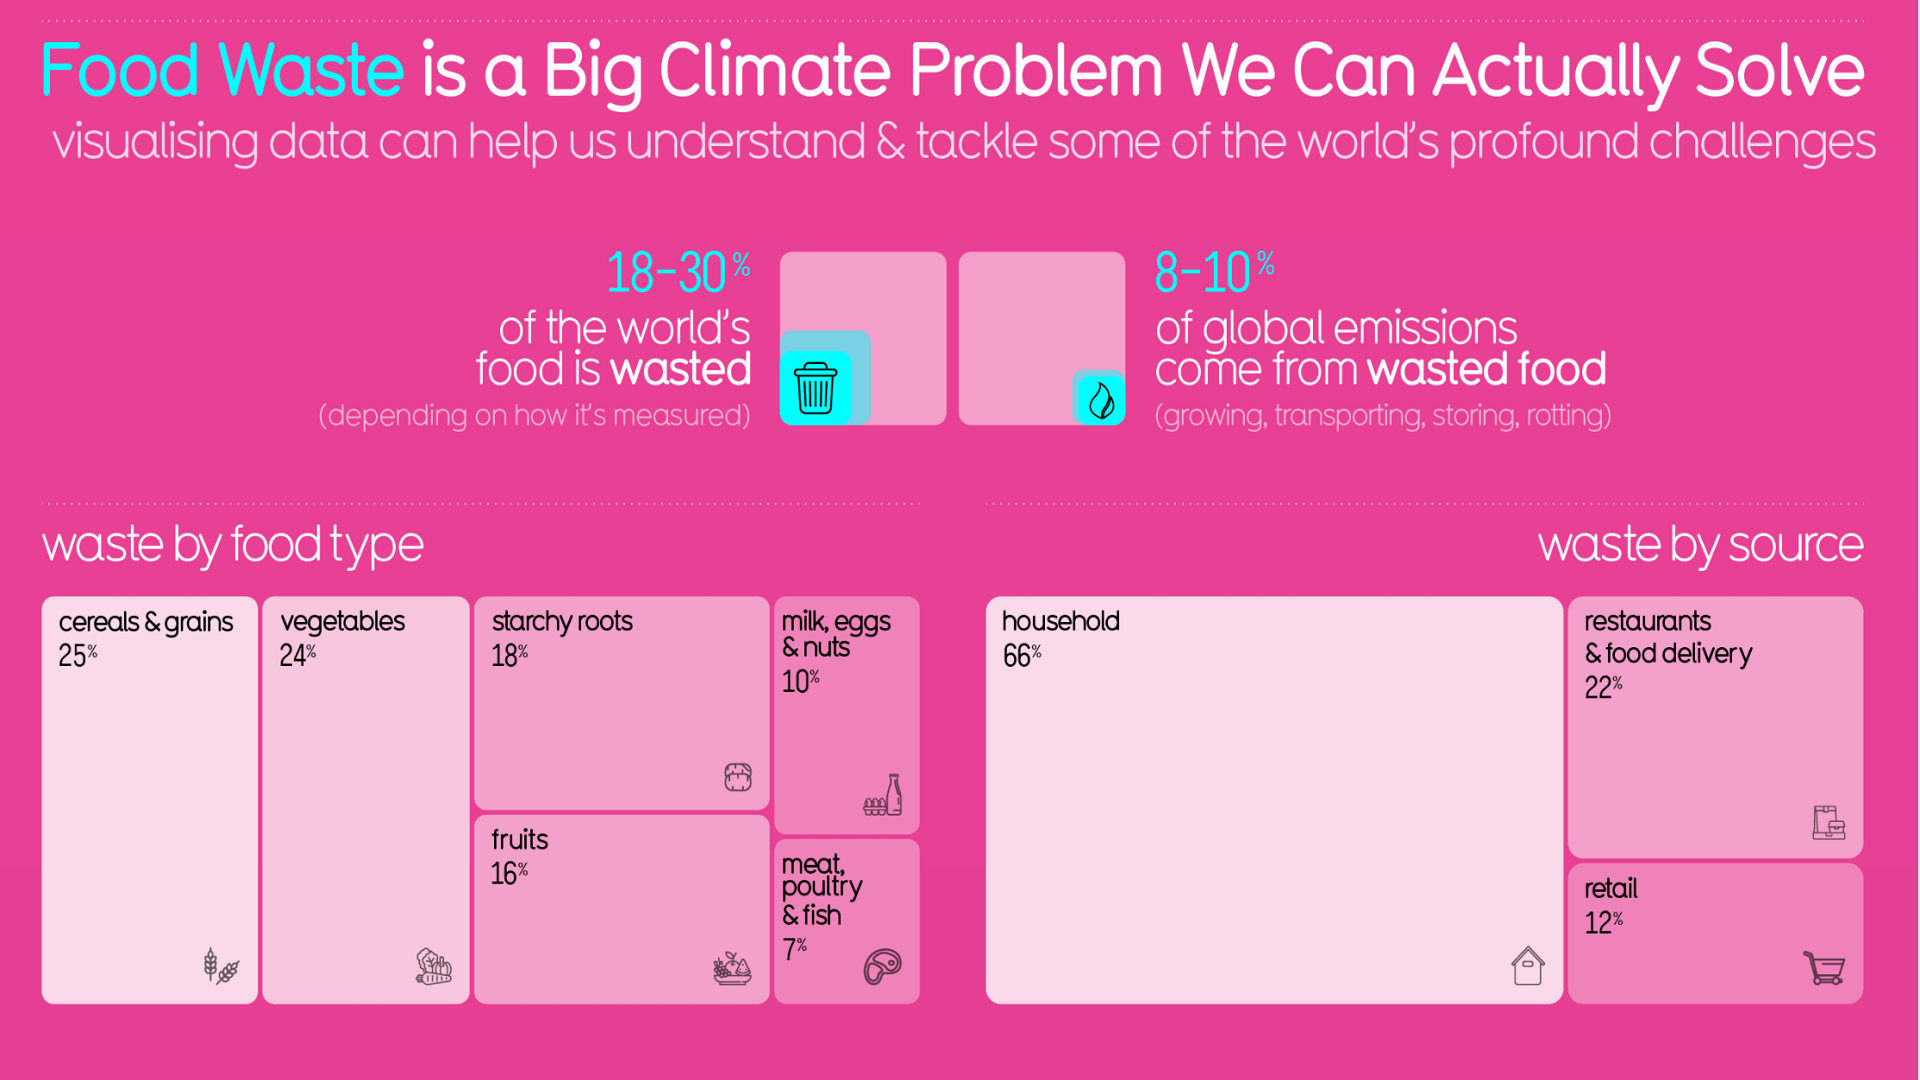 Food Waste is a Big Climate Problem We Can Actually Solve
visualising data can help us understand & tackle some of the world's profound challenges
18-30%
of the world's
food is wasted
(depending on how it's measured)
8-10%
of global emissions
come from wasted food
(growing, transporting, storing, rotting)
waste by food type
cereals & grains
25%
vegetables
24%
starchy roots
18%
fruits
16%
milk, eggs
& nuts
10%
meat,
poultry
& fish
7%
waste by source
household
66%
restaurants
& food delivery
22%
retail
12%